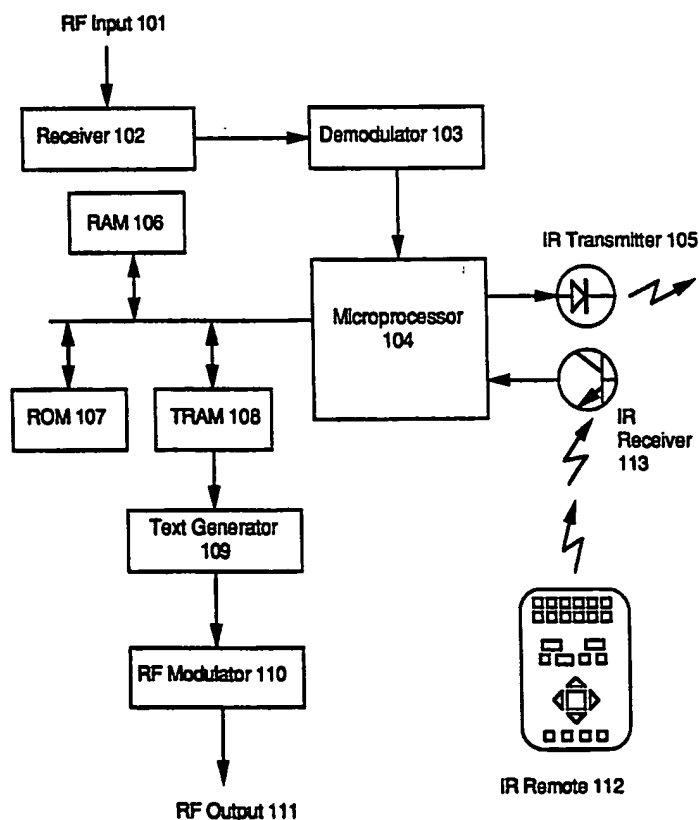 RF Input 101
Receiver 102
Demodulator 103
RAM 106
IR Transmitter 105
Microprocessor
104
ROM 107
TRAM 108
IR
Receiver
113
Text Generator
109
RF Modulator 110
IR Remote 112
RF Output 111